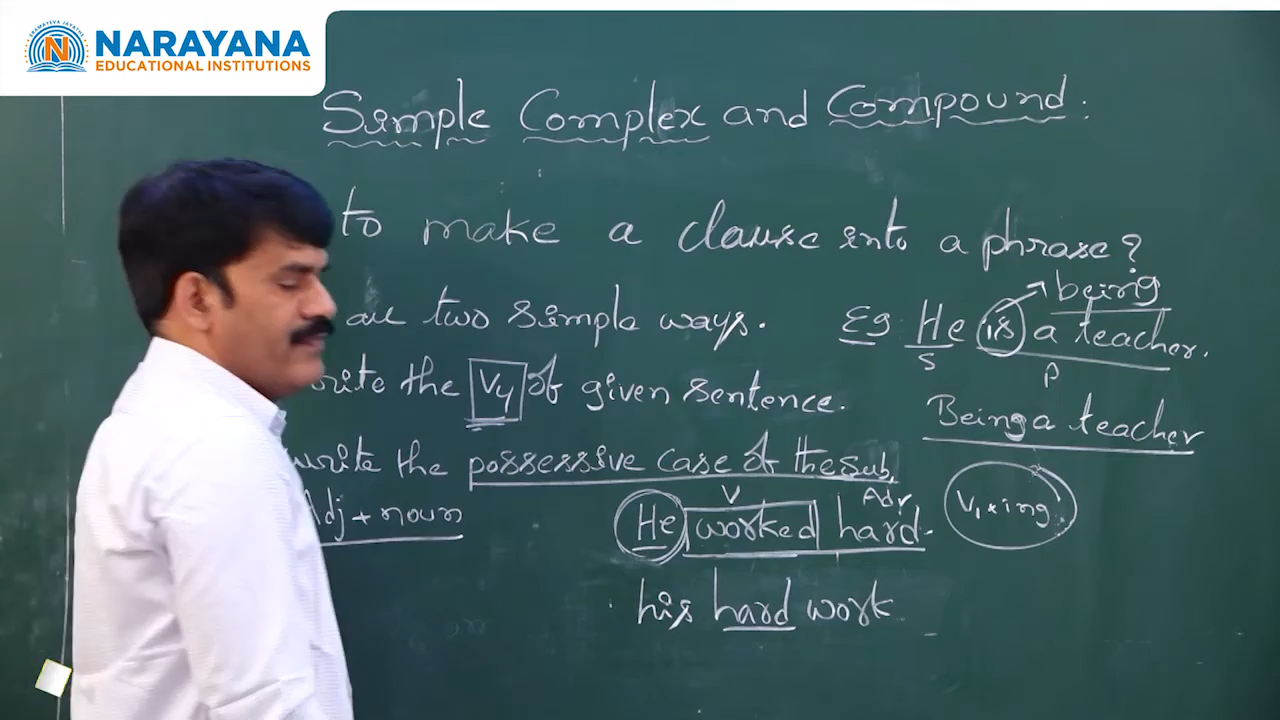 NARAYANA
EDUCATIONAL INSTITUTIONS
Simple Complex and Compound:
to make a clause into a phrase?
two simple ways.
Eg He is a teacher.
being
S
P
the V4 of given sentence.
Being a teacher
write the possessive case of the sub,
Adj + noun
V
Adv
He worked hard.
V1+ing
his hard work